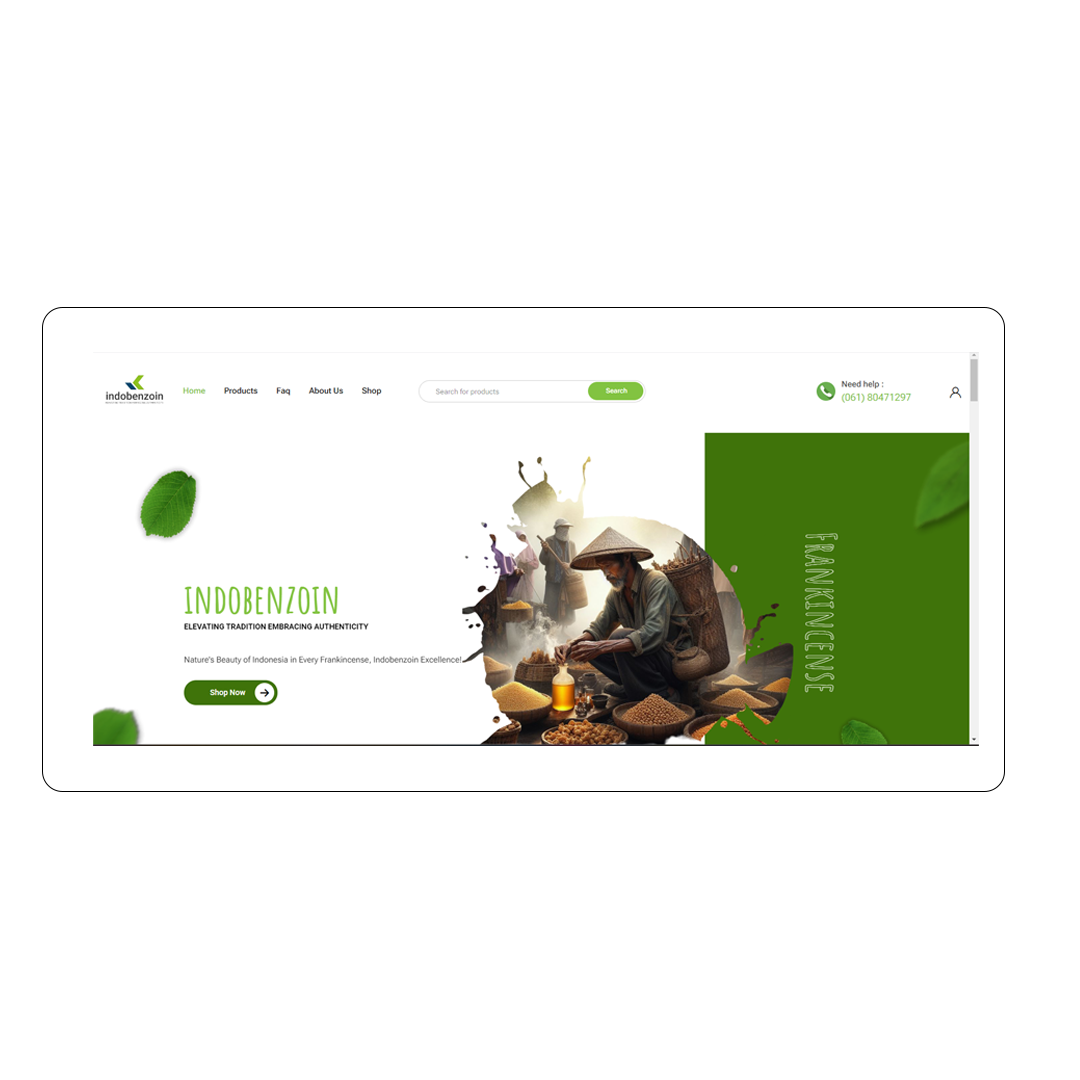 indobenzoin
Home Products Faq About Us Shop
Search for products
Search
Need help :
(061) 80471297
INDOBENZOIN
ELEVATING TRADITION EMBRACING AUTHENTICITY
Nature's Beauty of Indonesia in Every Frankincense, Indobenzoin Excellence!
Shop Now
FRANKINCENSE